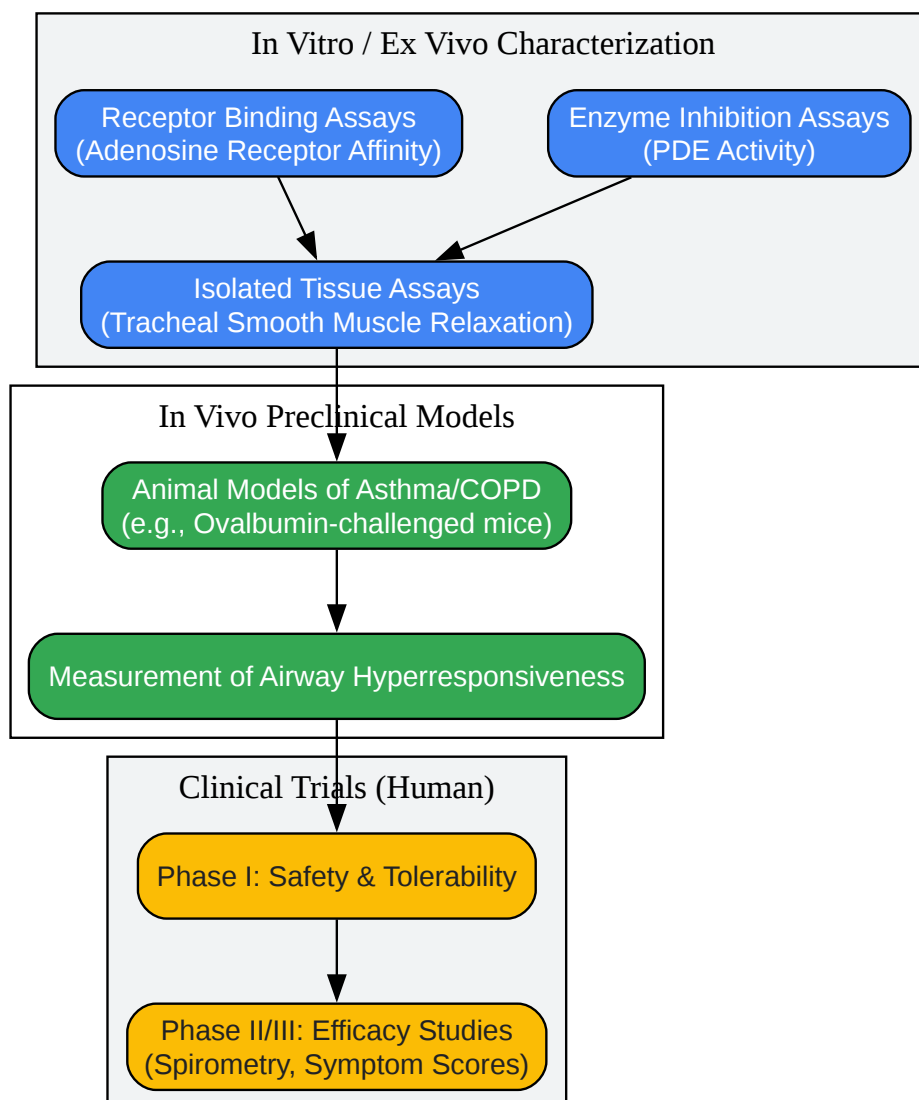 In Vitro / Ex Vivo Characterization
Receptor Binding Assays
(Adenosine Receptor Affinity)
Enzyme Inhibition Assays
(PDE Activity)
Isolated Tissue Assays
(Tracheal Smooth Muscle Relaxation)
In Vivo Preclinical Models
Animal Models of Asthma/COPD
(e.g., Ovalbumin-challenged mice)
Measurement of Airway Hyperresponsiveness
Clinical Trials (Human)
Phase I: Safety & Tolerability
Phase II/III: Efficacy Studies
(Spirometry, Symptom Scores)